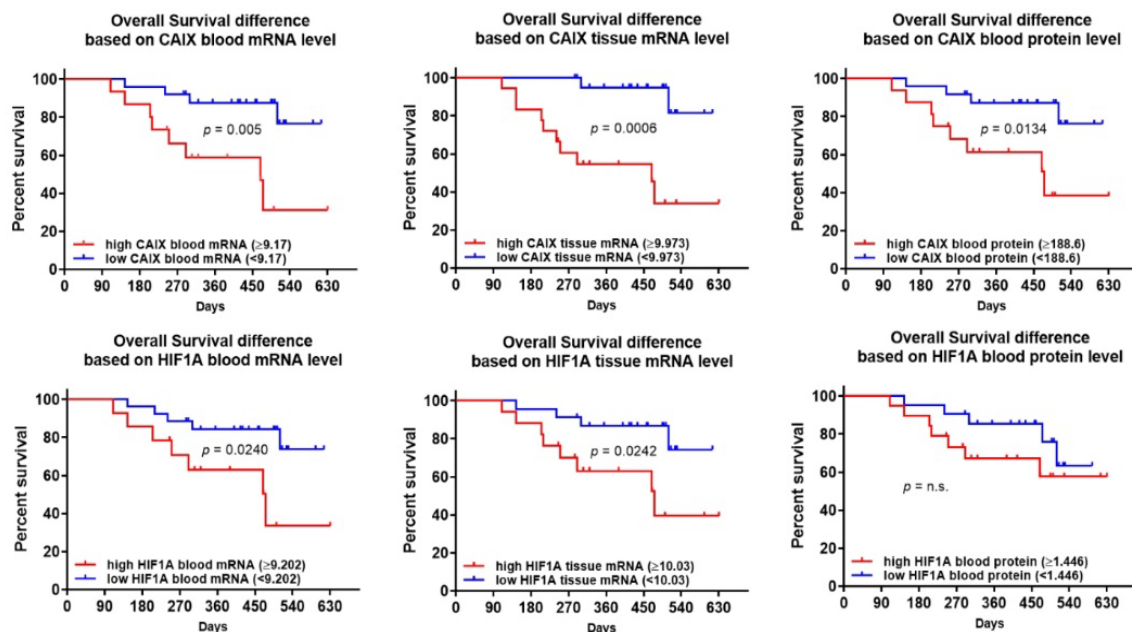 Overall Survival difference
based on CAIX blood mRNA level
Percent survival
100
80
60
40
20
0
p = 0.005
high CAIX blood mRNA (≥9.17)
low CAIX blood mRNA (<9.17)
0 90 180 270 360 450 540 630
Days
Overall Survival difference
based on CAIX tissue mRNA level
Percent survival
100
80
60
40
20
0
p = 0.0006
high CAIX tissue mRNA (≥9.973)
low CAIX tissue mRNA (<9.973)
0 90 180 270 360 450 540 630
Days
Overall Survival difference
based on CAIX blood protein level
Percent survival
100
80
60
40
20
0
p = 0.0134
high CAIX blood protein (≥188.6)
low CAIX blood protein (<188.6)
0 90 180 270 360 450 540 630
Days
Overall Survival difference
based on HIF1A blood mRNA level
Percent survival
100
80
60
40
20
0
p = 0.0240
high HIF1A blood mRNA (≥9.202)
low HIF1A blood mRNA (<9.202)
0 90 180 270 360 450 540 630
Days
Overall Survival difference
based on HIF1A tissue mRNA level
Percent survival
100
80
60
40
20
0
p = 0.0242
high HIF1A tissue mRNA (≥10.03)
low HIF1A tissue mRNA (<10.03)
0 90 180 270 360 450 540 630
Days
Overall Survival difference
based on HIF1A blood protein level
Percent survival
100
80
60
40
20
0
p = n.s.
high HIF1A blood protein (≥1.446)
low HIF1A blood protein (<1.446)
0 90 180 270 360 450 540 630
Days